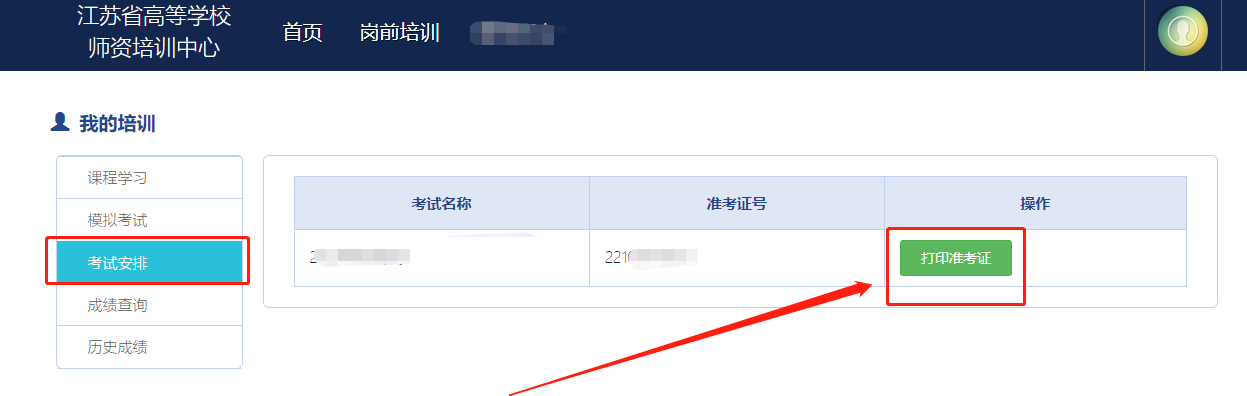 江苏省高等学校
师资培训中心
首页
岗前培训
我的培训
课程学习
模拟考试
考试安排
成绩查询
历史成绩
考试名称 准考证号 操作
2 221 打印准考证